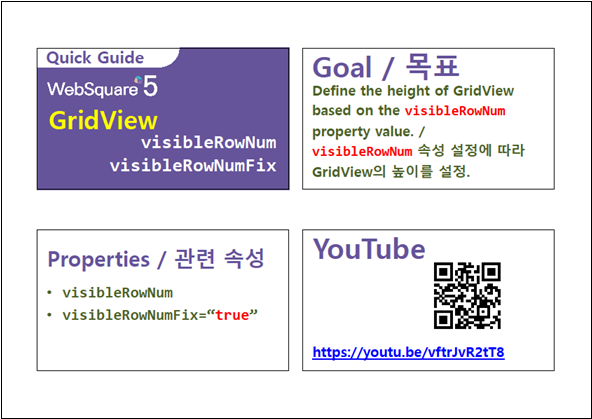 Quick Guide
WebSquare 5
GridView
visibleRowNum
visibleRowNumFix
Goal / 목표
Define the height of GridView
based on the visibleRowNum
property value. /
visibleRowNum 속성 설정에 따라
GridView의 높이를 설정.
Properties / 관련 속성
• visibleRowNum
• visibleRowNumFix=“true”
YouTube
https://youtu.be/vftrJvR2tT8